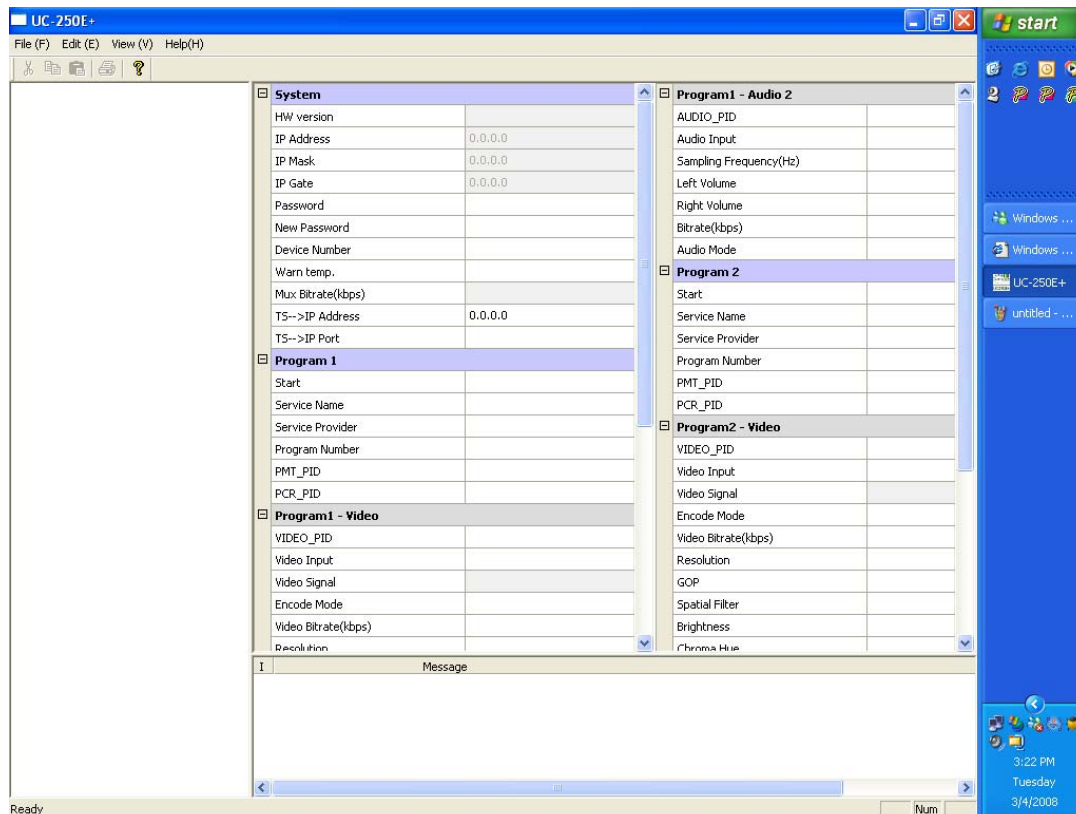 UC-250E+
File (F) Edit (E) View (V) Help(H)
System
HW version
IP Address 0.0.0.0
IP Mask 0.0.0.0
IP Gate 0.0.0.0
Password
New Password
Device Number
Warn temp.
Mux Bitrate(kbps)
TS-->IP Address 0.0.0.0
TS-->IP Port
Program 1
Start
Service Name
Service Provider
Program Number
PMT_PID
PCR_PID
Program1 - Video
VIDEO_PID
Video Input
Video Signal
Encode Mode
Video Bitrate(kbps)
Resolution
Program1 - Audio 2
AUDIO_PID
Audio Input
Sampling Frequency(Hz)
Left Volume
Right Volume
Bitrate(kbps)
Audio Mode
Program 2
Start
Service Name
Service Provider
Program Number
PMT_PID
PCR_PID
Program2 - Video
VIDEO_PID
Video Input
Video Signal
Encode Mode
Video Bitrate(kbps)
Resolution
GOP
Spatial Filter
Brightness
Chroma Hue
I Message
Ready
Num
start
Windows ...
Windows ...
UC-250E+
untitled - ...
3:22 PM
Tuesday
3/4/2008